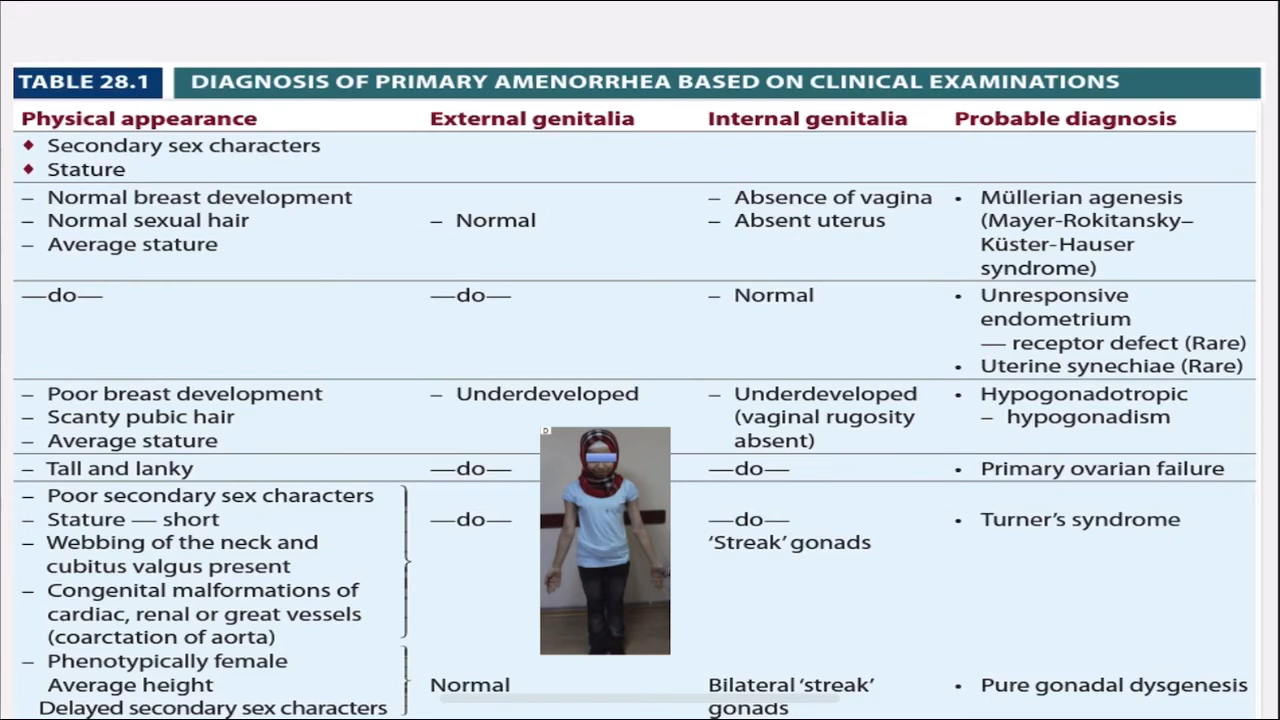 TABLE 28.1 DIAGNOSIS OF PRIMARY AMENORRHEA BASED ON CLINICAL EXAMINATIONS
Physical appearance External genitalia Internal genitalia Probable diagnosis
♦ Secondary sex characters
♦ Stature
– Normal breast development – Absence of vagina • Müllerian agenesis
– Normal sexual hair – Normal – Absent uterus (Mayer-Rokitansky–
– Average stature Küster-Hauser
syndrome)
—do— —do— – Normal • Unresponsive
endometrium
— receptor defect (Rare)
• Uterine synechiae (Rare)
– Poor breast development – Underdeveloped – Underdeveloped • Hypogonadotropic
– Scanty pubic hair (vaginal rugosity – hypogonadism
– Average stature absent)
D
– Tall and lanky —do— —do— • Primary ovarian failure
– Poor secondary sex characters
– Stature — short —do— —do— • Turner's syndrome
– Webbing of the neck and 'Streak' gonads
cubitus valgus present
– Congenital malformations of
cardiac, renal or great vessels
(coarctation of aorta)
– Phenotypically female
Average height Normal Bilateral 'streak' • Pure gonadal dysgenesis
Delayed secondary sex characters gonads